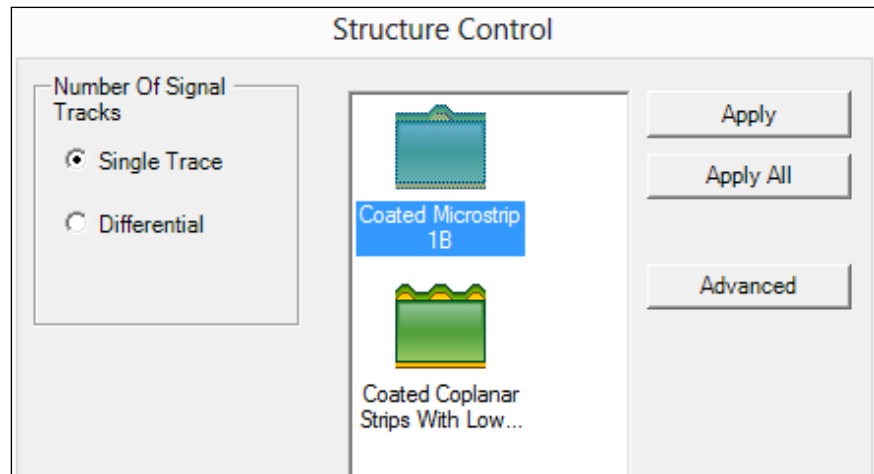 Structure Control
Number Of Signal
Tracks
Single Trace
Differential
Coated Microstrip
1B
Coated Coplanar
Strips With Low...
Apply
Apply All
Advanced